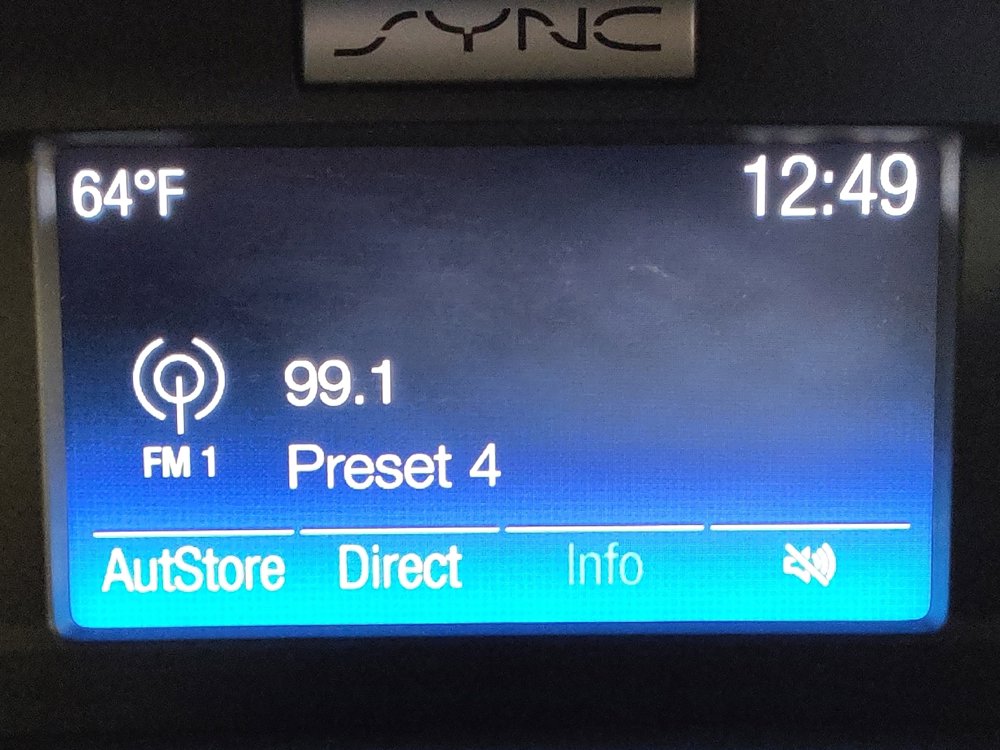 SYNC
64°F 12:49
99.1
FM 1
Preset 4
AutStore Direct Info